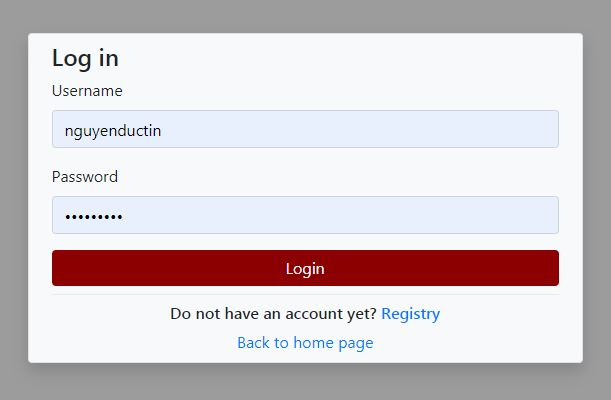 Log in
Username
nguyenductin
Password
•••••••••
Login
Do not have an account yet? Registry
Back to home page